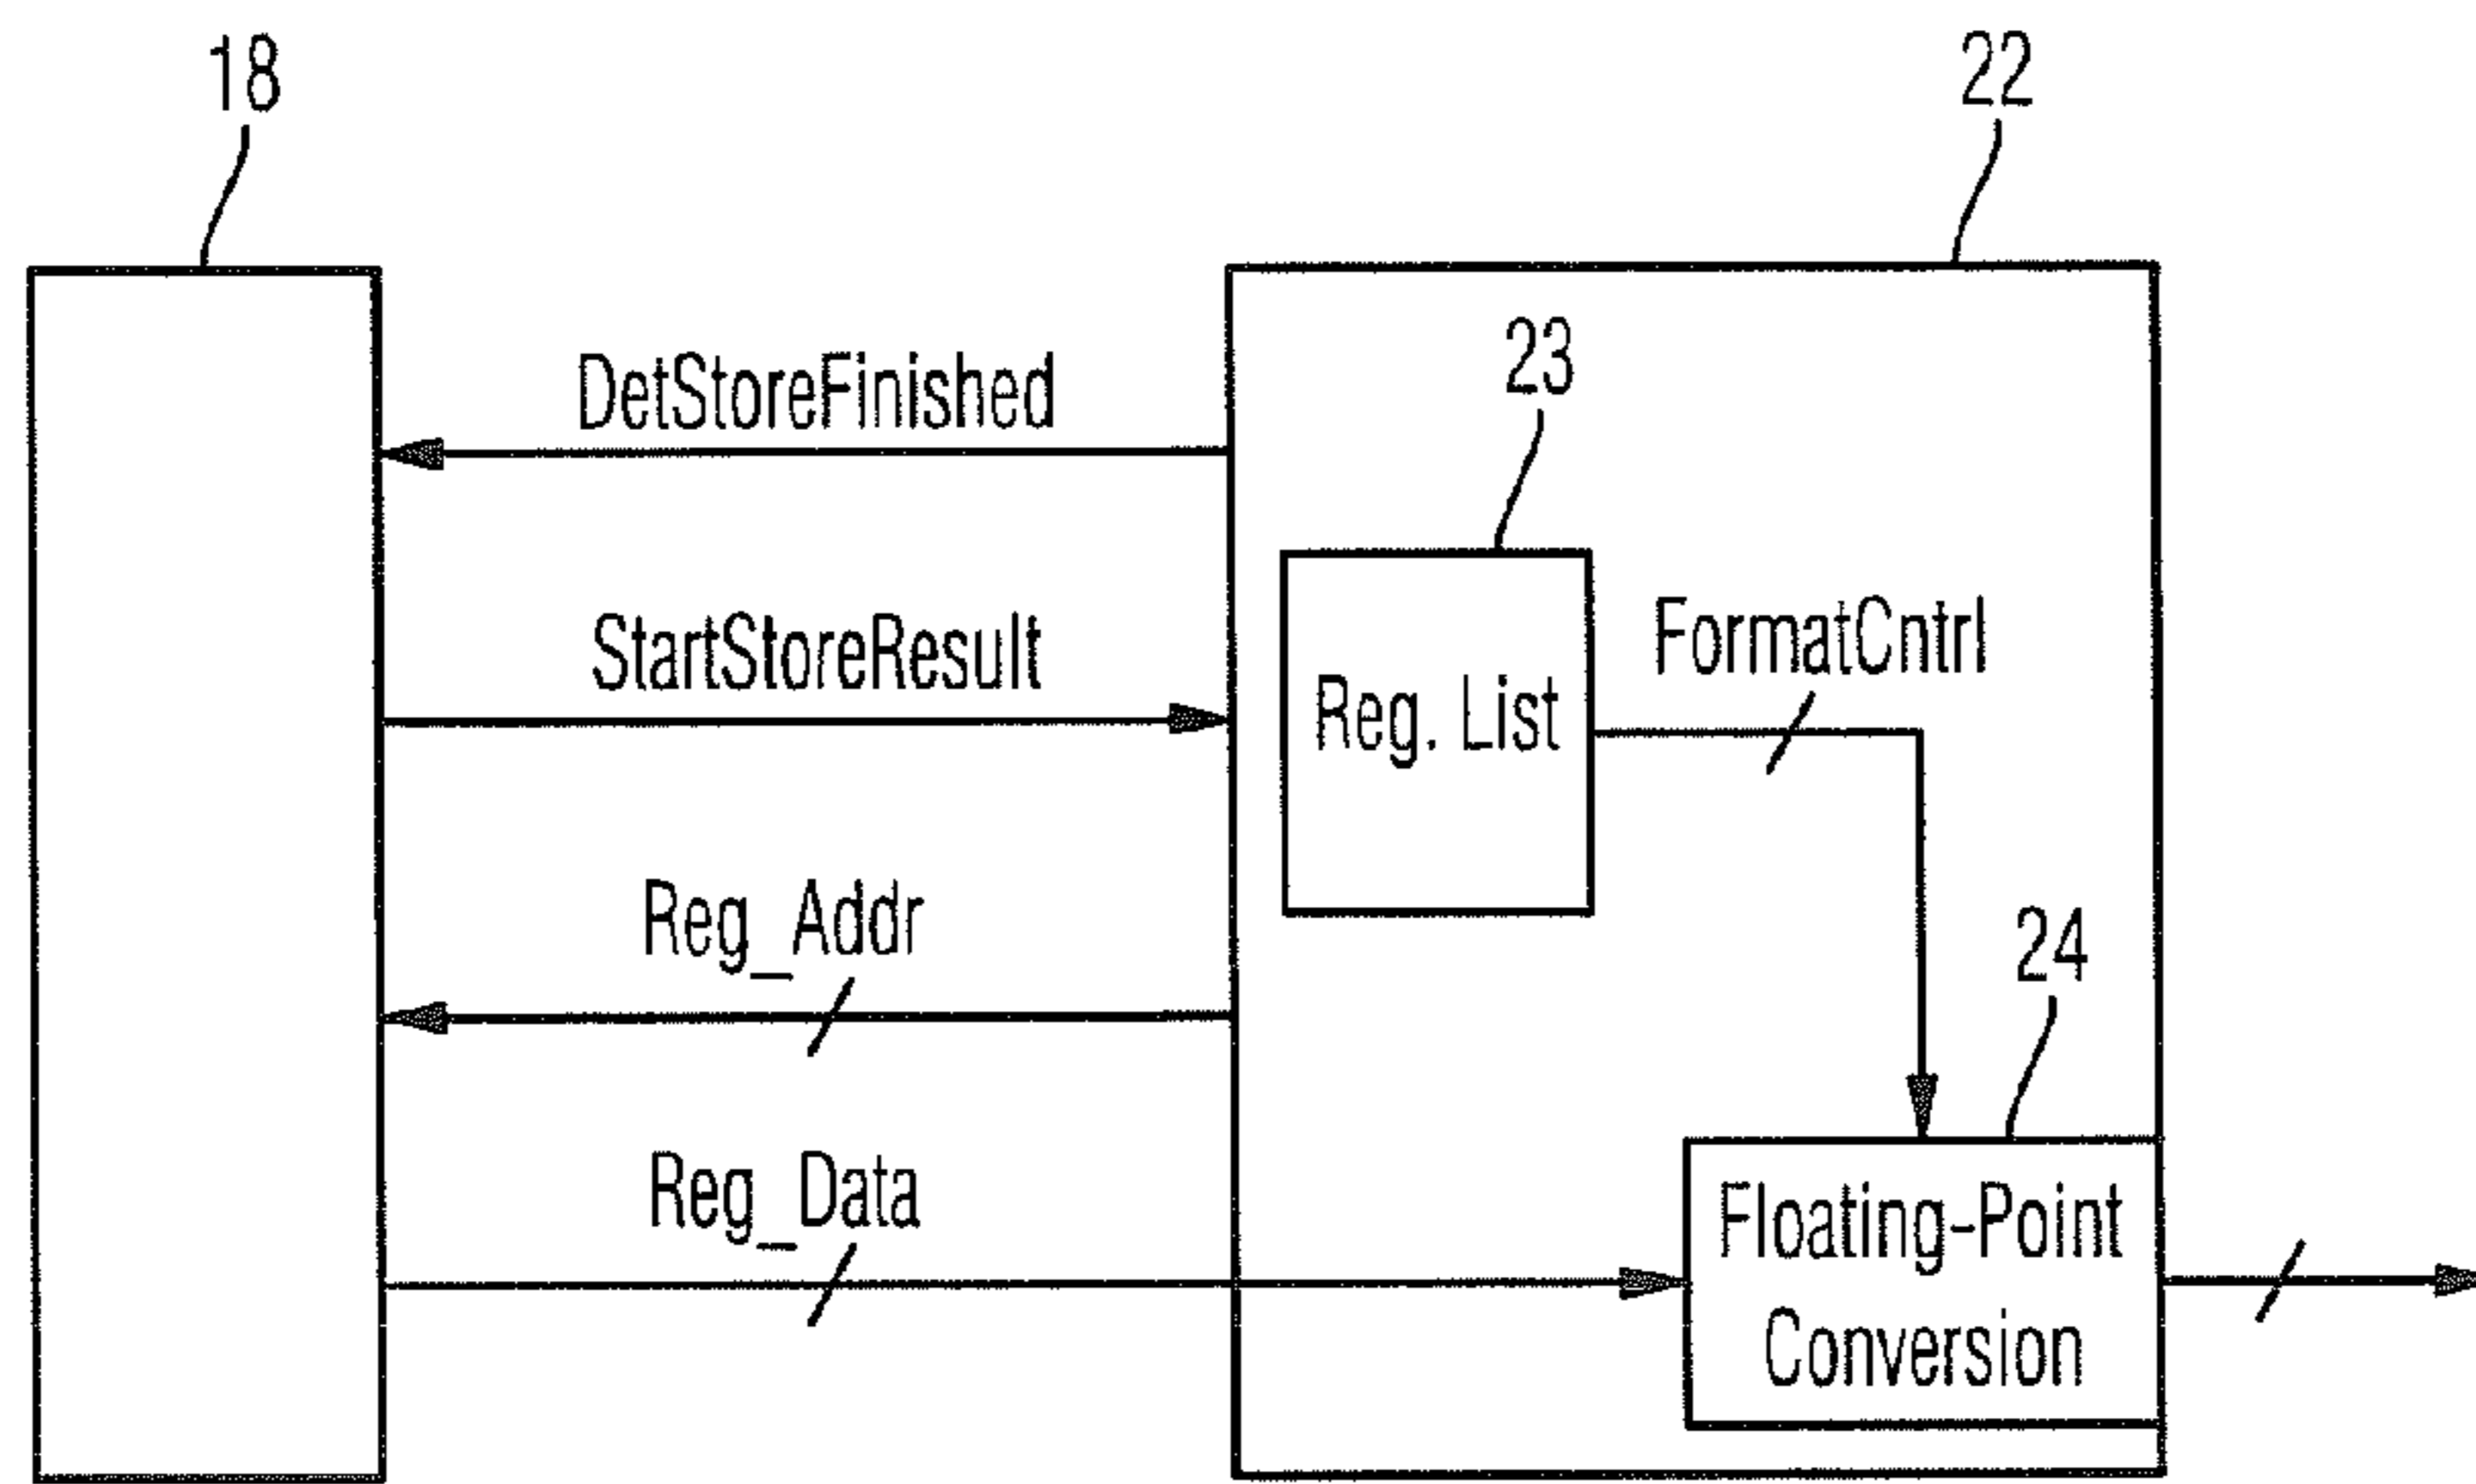 18
22
DetStoreFinished
23
StartStoreResult
Reg. List
FormatCntrl
Reg_Addr
24
Reg_Data
Floating-Point
Conversion